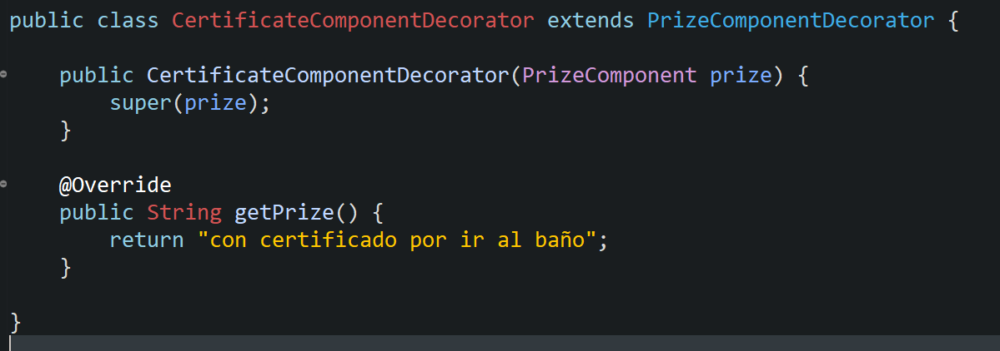 public class CertificateComponentDecorator extends PrizeComponentDecorator {
public CertificateComponentDecorator(PrizeComponent prize) {
super(prize);
}
@Override
public String getPrize() {
return "con certificado por ir al baño";
}
}